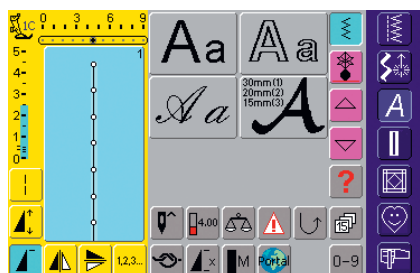 1C 0 3 6 9
5-
4-
3-
2-
1-
0-
1
Aa
Aa
Aa
30mm(1)
20mm(2)
15mm(3)
A
A
?
4.00
15
1,2,3...
x
M
Portal
0-9